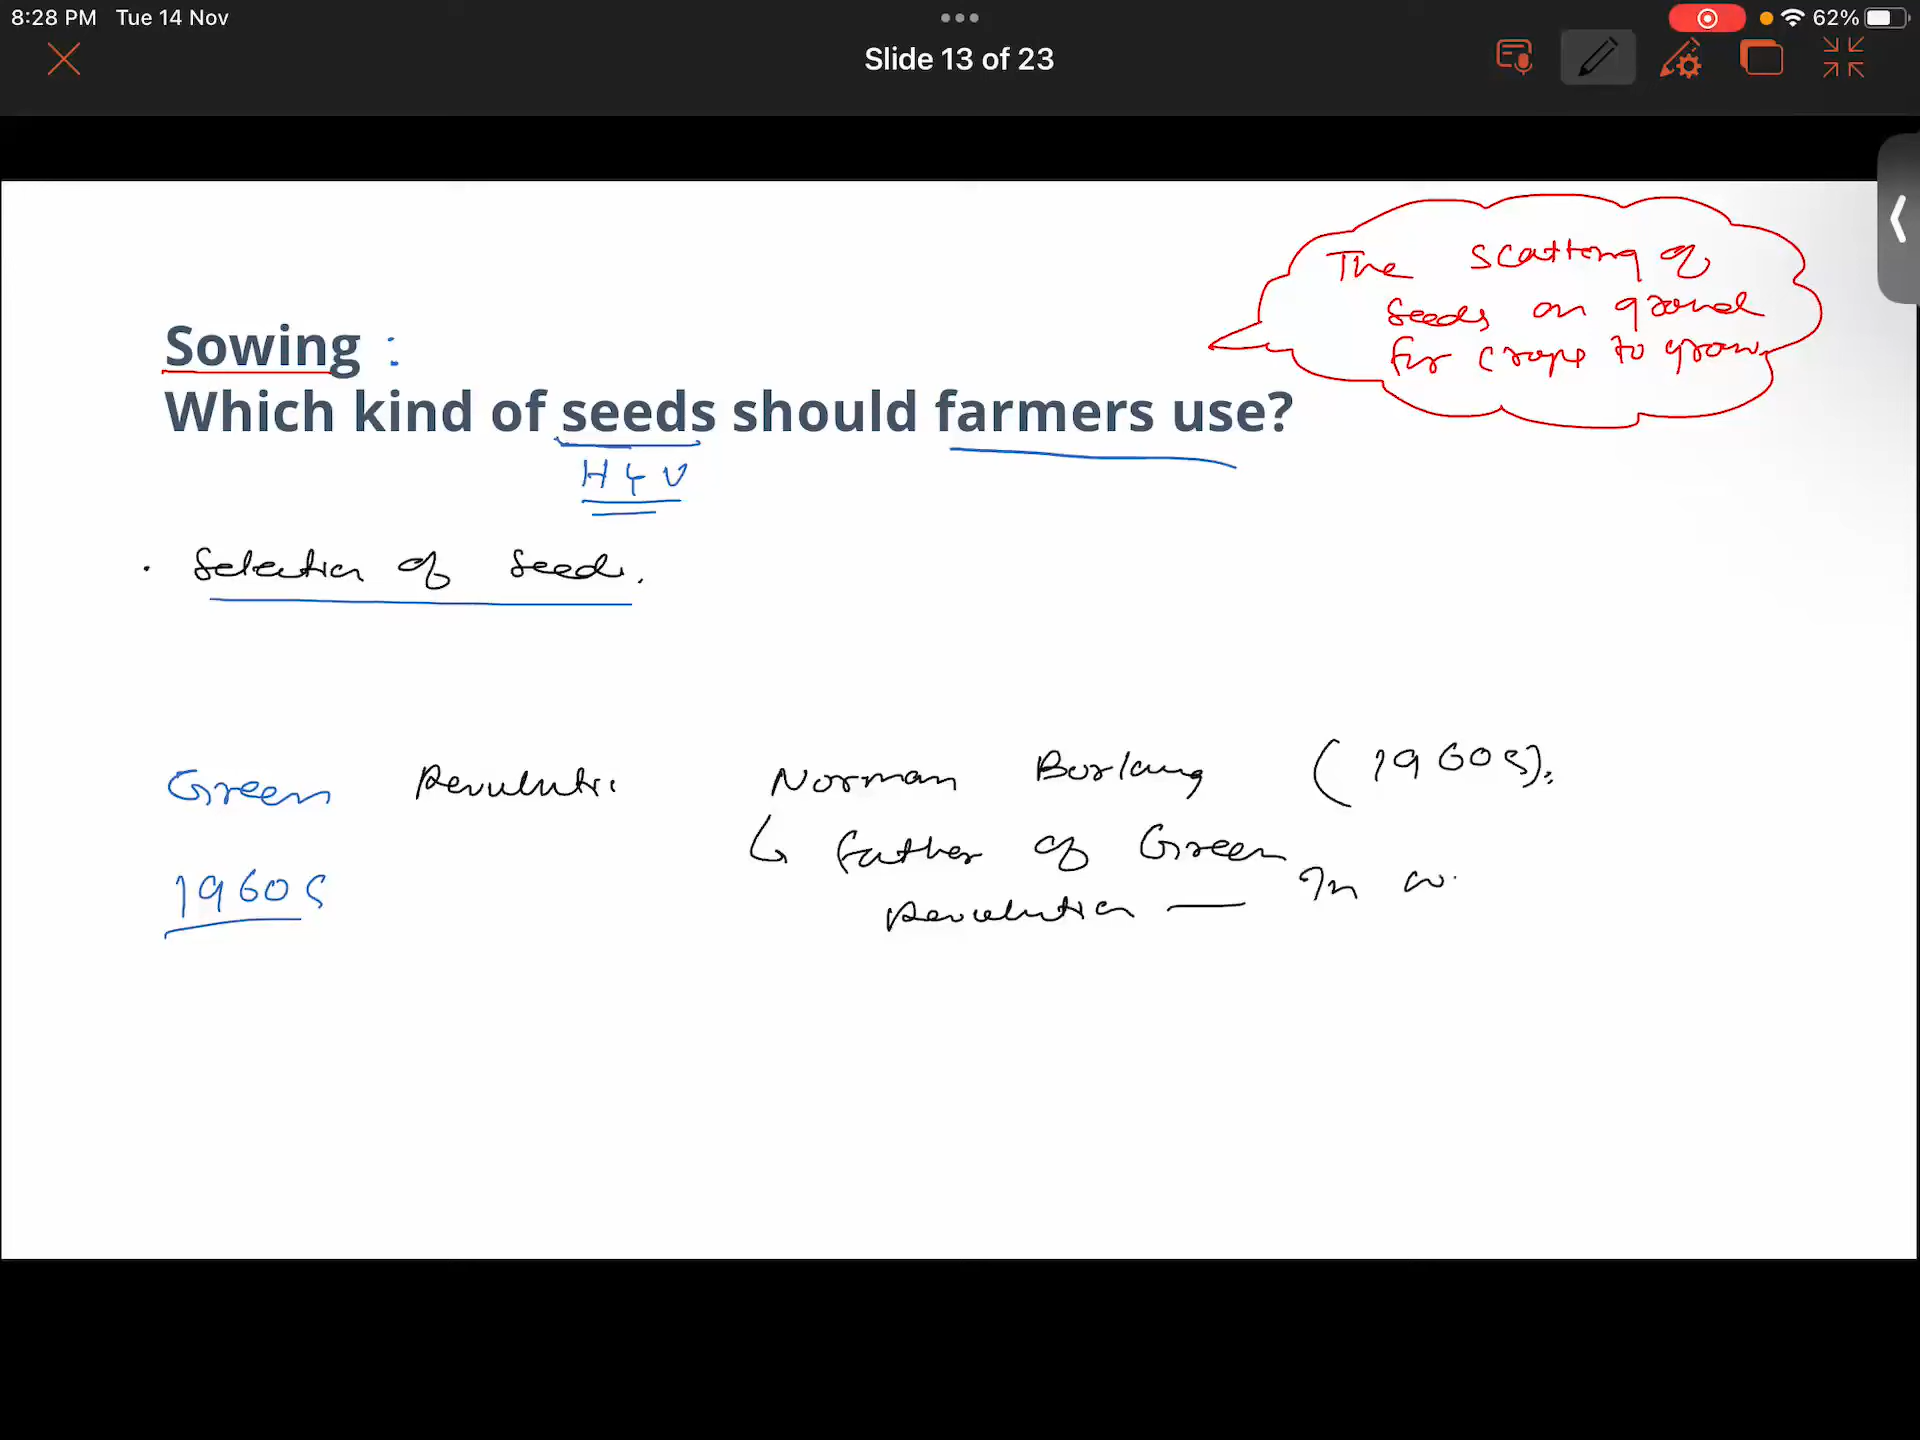 8:28 PM Tue 14 Nov
62%
Slide 13 of 23
The scattering of
seeds on ground
for crops to grow
Sowing :
Which kind of seeds should farmers use?
HYV
. Selection of Seeds.
Green Revoluti
Norman Borlaug (1960s).
1960s
Father of Green
Revolution — In wo